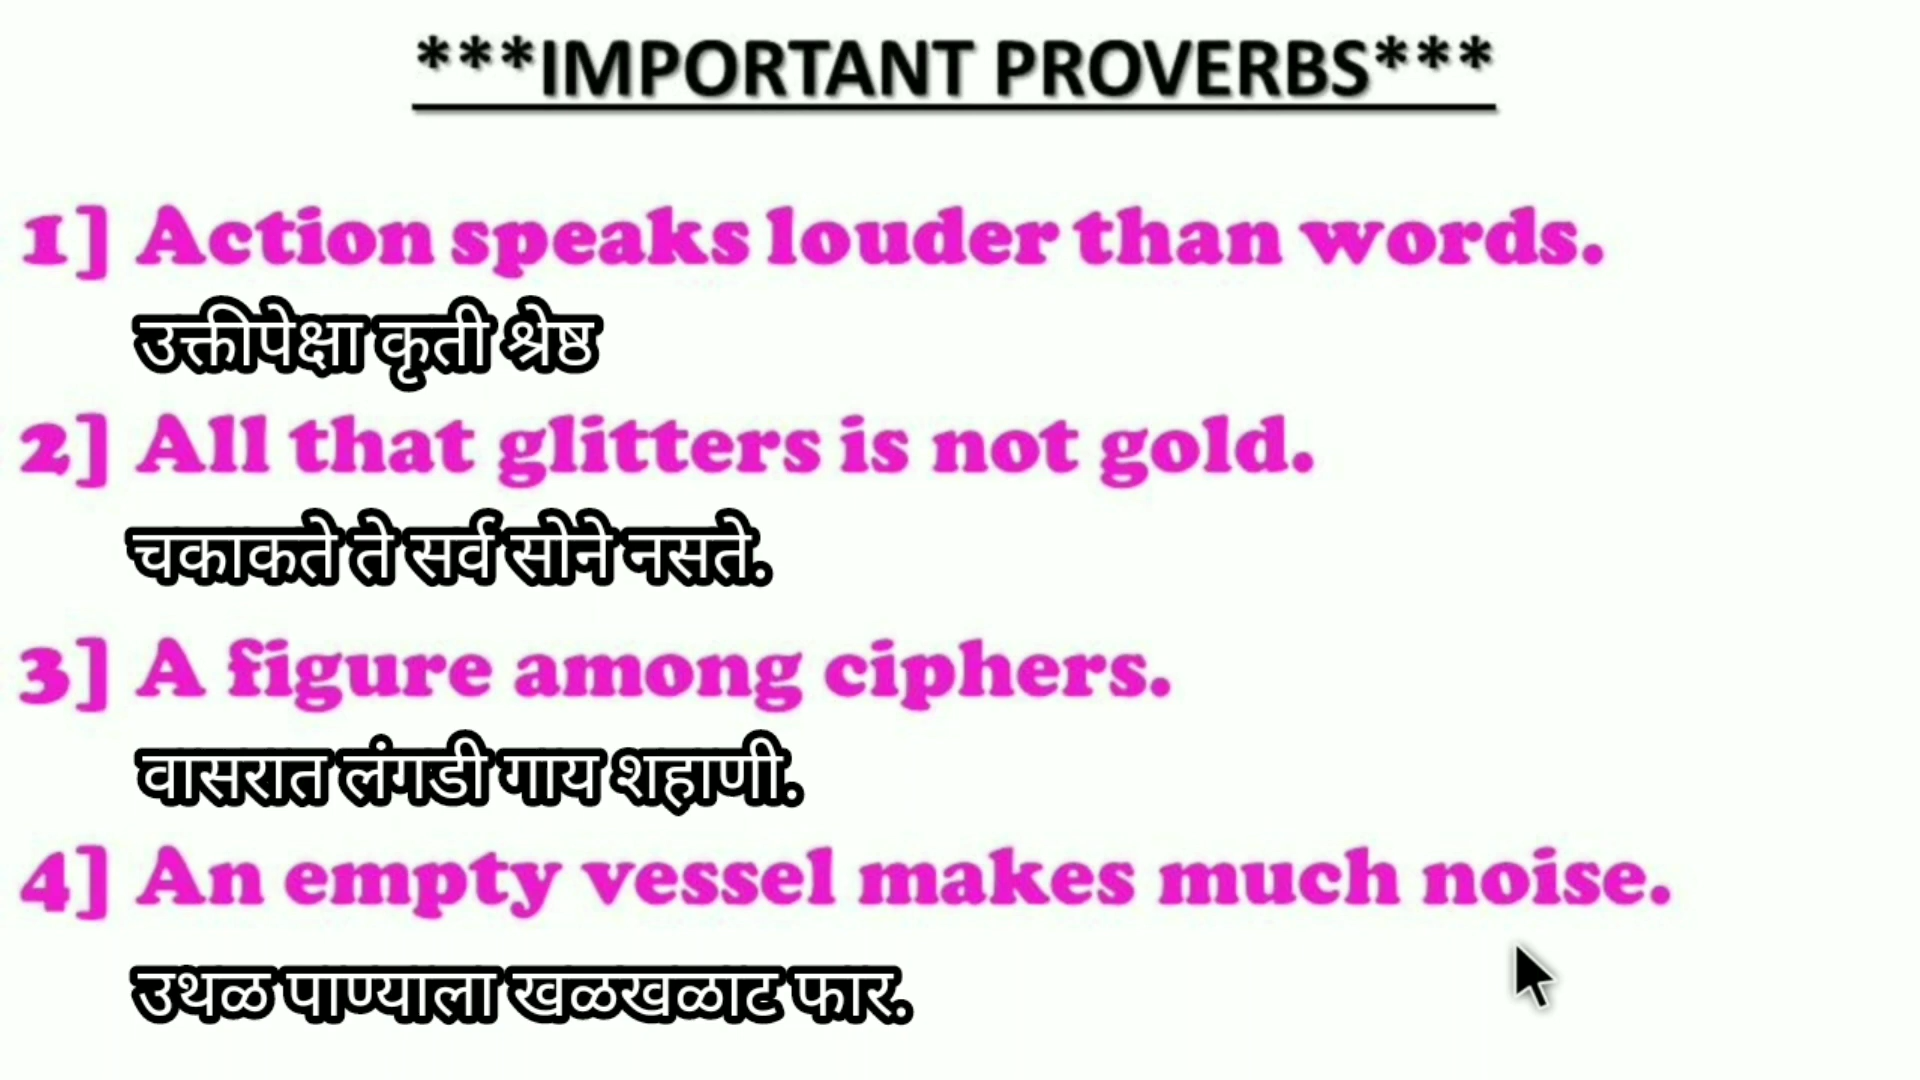 ***IMPORTANT PROVERBS***
1] Action speaks louder than words.
उक्तीपेक्षा कृती श्रेष्ठ
2] All that glitters is not gold.
चकाकते ते सर्व सोने नसते.
3] A figure among ciphers.
वासरात लंगडी गाय शहाणी.
4] An empty vessel makes much noise.
उथळ पाण्याला खळखळाट फार.